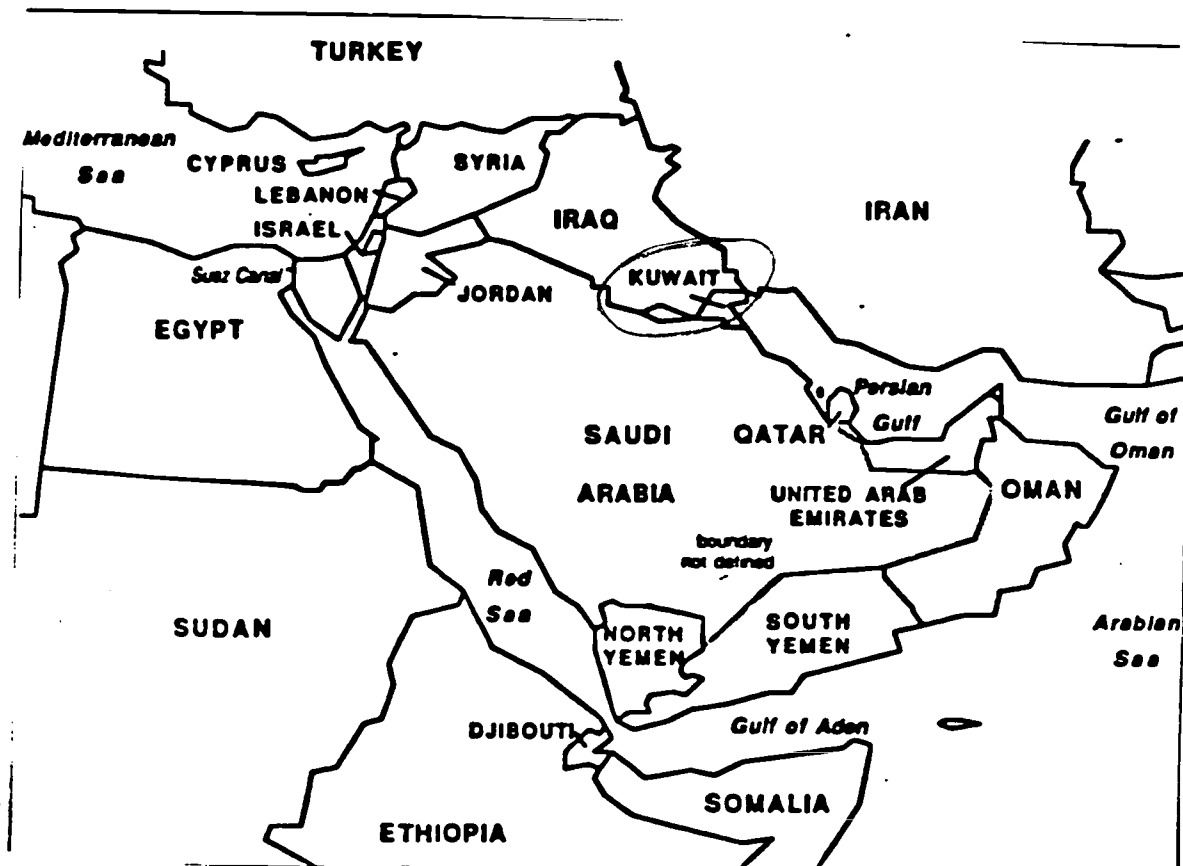 TURKEY
Mediterranean
Sea
CYPRUS
SYRIA
LEBANON
ISRAEL
IRAQ
IRAN
Suez Canal
KUWAIT
JORDAN
EGYPT
Persian
Gulf
Gulf of
Oman
SAUDI
ARABIA
QATAR
UNITED ARAB
EMIRATES
OMAN
boundary
not defined
Red
Sea
SUDAN
NORTH
YEMEN
SOUTH
YEMEN
Arabian
Sea
DJIBOUTI
Gulf of Aden
SOMALIA
ETHIOPIA